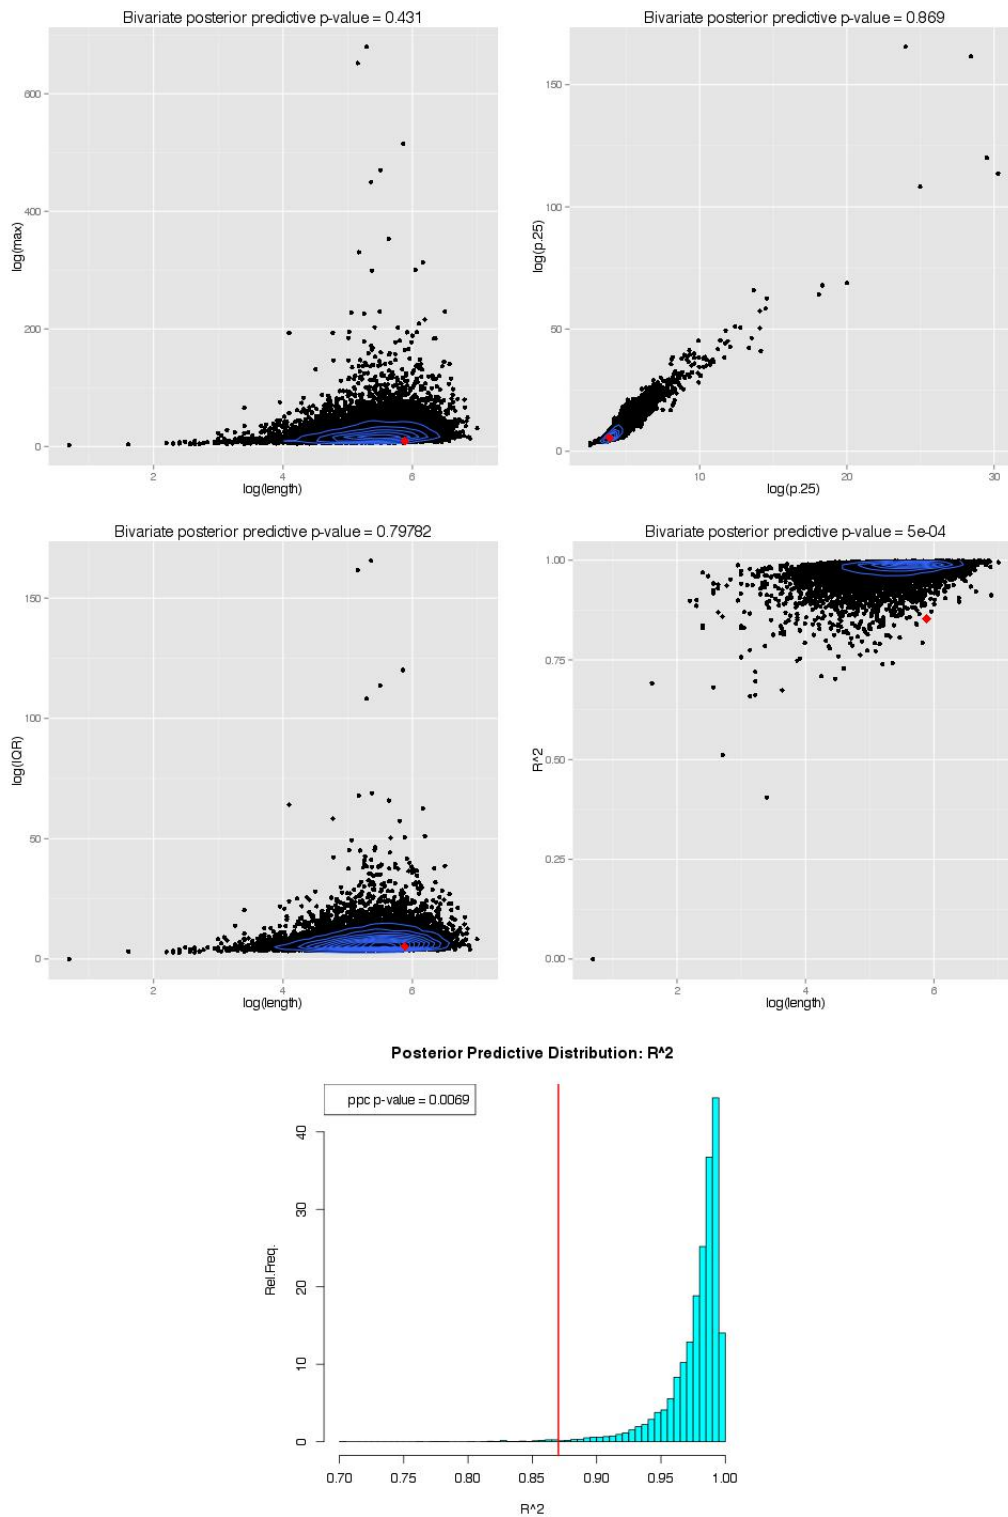 Bivariate posterior predictive p-value = 0.431
log(max)
600
400
200
0
2 4 6
log(length)
Bivariate posterior predictive p-value = 0.869
log(p.25)
150
100
50
0
10 20 30
log(p.25)
Bivariate posterior predictive p-value = 0.79782
log(IQR)
150
100
50
0
2 4 6
log(length)
Bivariate posterior predictive p-value = 5e-04
R^2
1.00
0.75
0.50
0.25
0.00
2 4 6
log(length)
Posterior Predictive Distribution: R^2
ppc p-value = 0.0069
Rel.Freq.
40
30
20
10
0
0.70 0.75 0.80 0.85 0.90 0.95 1.00
R^2